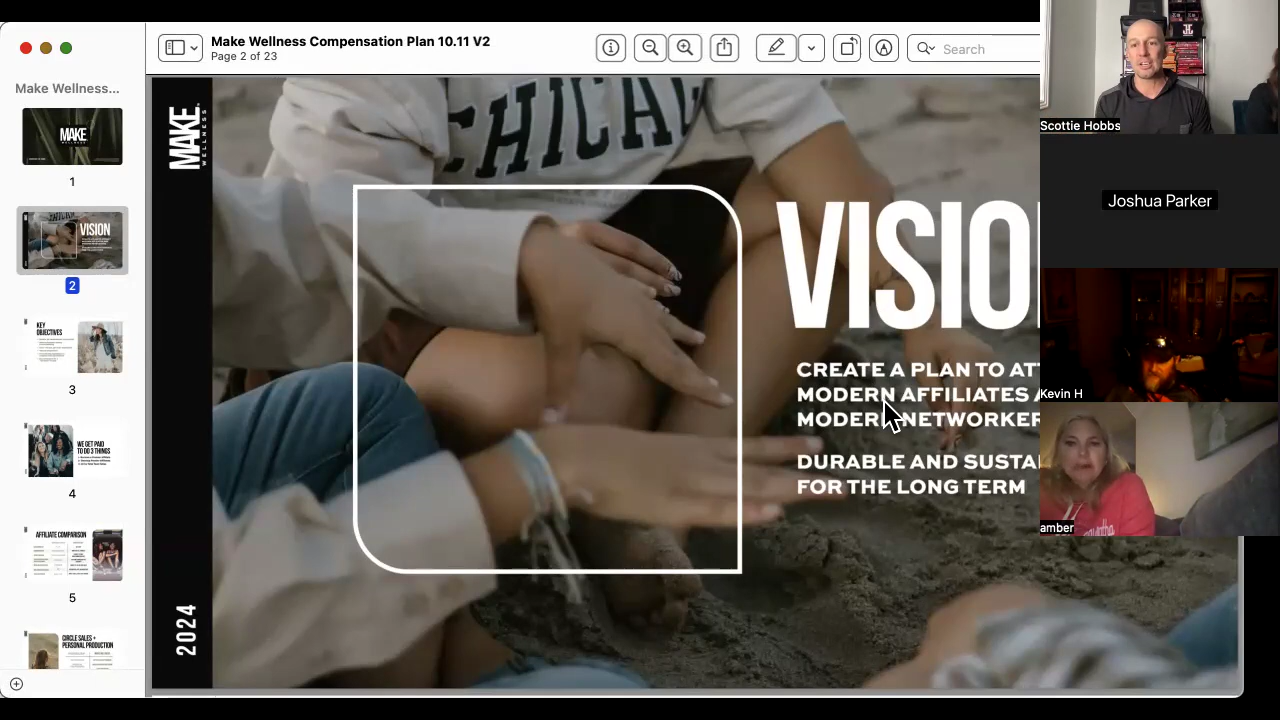 Make Wellness Compensation Plan 10.11 V2
Page 2 of 23
Search
Make Wellness...
MAKE
WELLNESS
1
VISION
2
KEY
OBJECTIVES
3
WE GET PAID
TO DO 3 THINGS
4
AFFILIATE COMPARISON
5
CIRCLE SALES +
PERSONAL PRODUCTION
MAKE
WELLNESS
2024
CHICAG
VISIO
CREATE A PLAN TO AT
MODERN AFFILIATES
MODERN NETWORKER
DURABLE AND SUSTA
FOR THE LONG TERM
Scottie Hobbs
Joshua Parker
Kevin H
amber